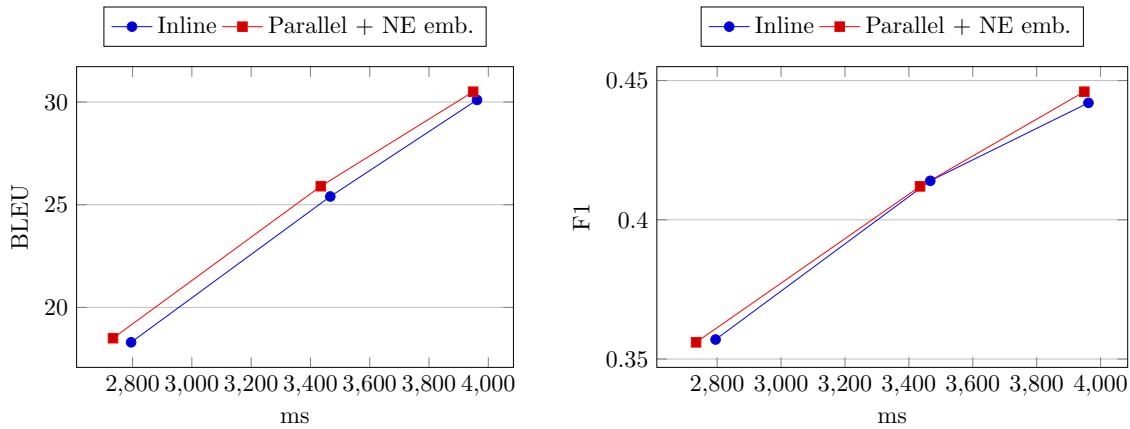 Inline Parallel + NE emb.
30
25
20
BLEU
2,800 3,000 3,200 3,400 3,600 3,800 4,000
ms
Inline Parallel + NE emb.
0.45
0.4
0.35
F1
2,800 3,000 3,200 3,400 3,600 3,800 4,000
ms